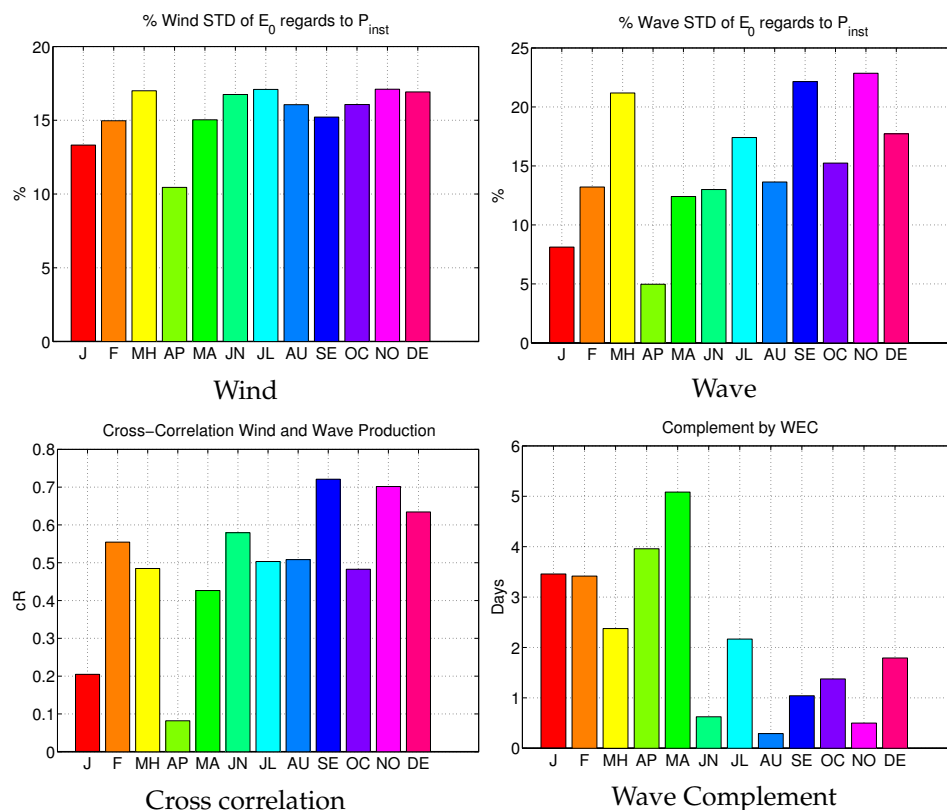 % Wind STD of E0 regards to Pinst
20
15
10
5
0
%
J F MH AP MA JN JL AU SE OC NO DE
Wind
% Wave STD of E0 regards to Pinst
25
20
15
10
5
0
%
J F MH AP MA JN JL AU SE OC NO DE
Wave
Cross−Correlation Wind and Wave Production
0.8
0.7
0.6
0.5
0.4
0.3
0.2
0.1
0
cR
J F MH AP MA JN JL AU SE OC NO DE
Cross correlation
Complement by WEC
6
5
4
3
2
1
0
Days
J F MH AP MA JN JL AU SE OC NO DE
Wave Complement